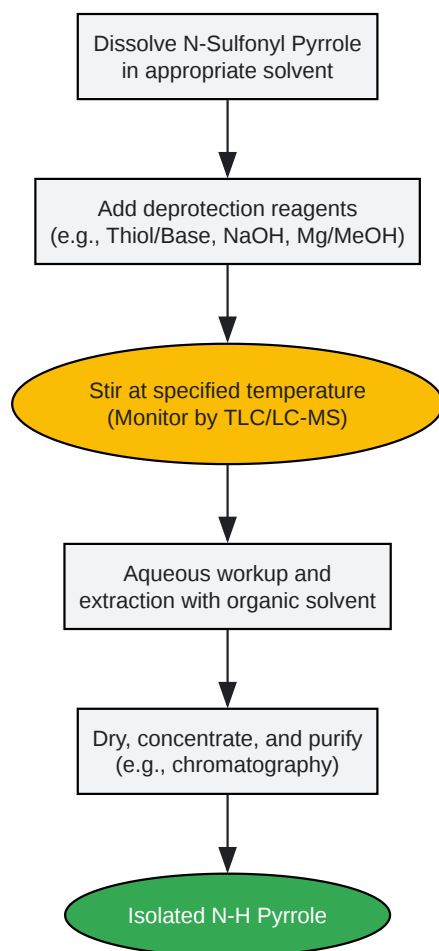 Dissolve N-Sulfonyl Pyrrole
in appropriate solvent
Add deprotection reagents
(e.g., Thiol/Base, NaOH, Mg/MeOH)
Stir at specified temperature
(Monitor by TLC/LC-MS)
Aqueous workup and
extraction with organic solvent
Dry, concentrate, and purify
(e.g., chromatography)
Isolated N-H Pyrrole